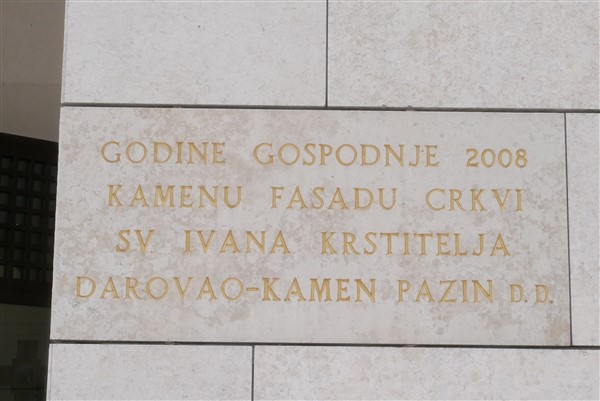 GODINE GOSPODNJE 2008
KAMENU FASADU CRKVI
SV IVANA KRSTITELJA
DAROVAO-KAMEN PAZIN D.D.